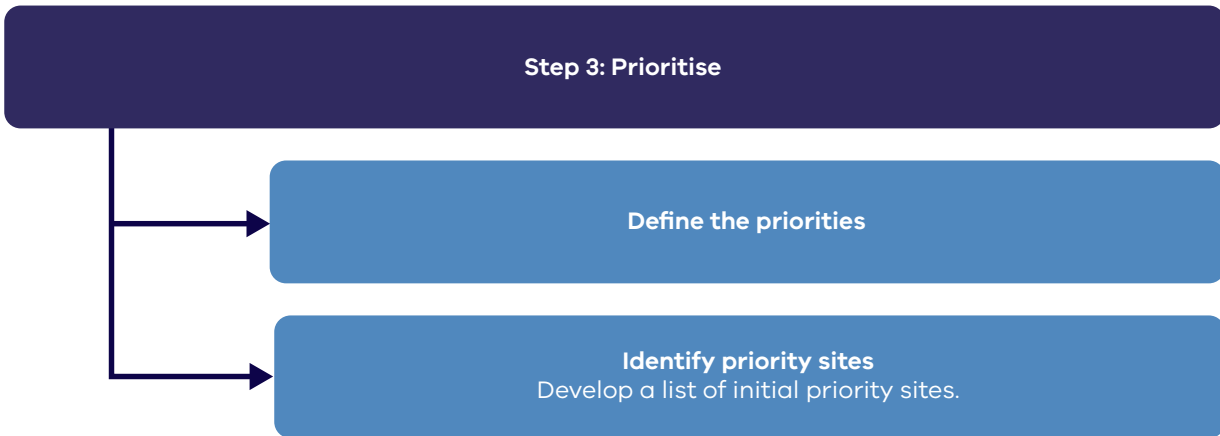 Step 3: Prioritise
Define the priorities
Identify priority sites
Develop a list of initial priority sites.